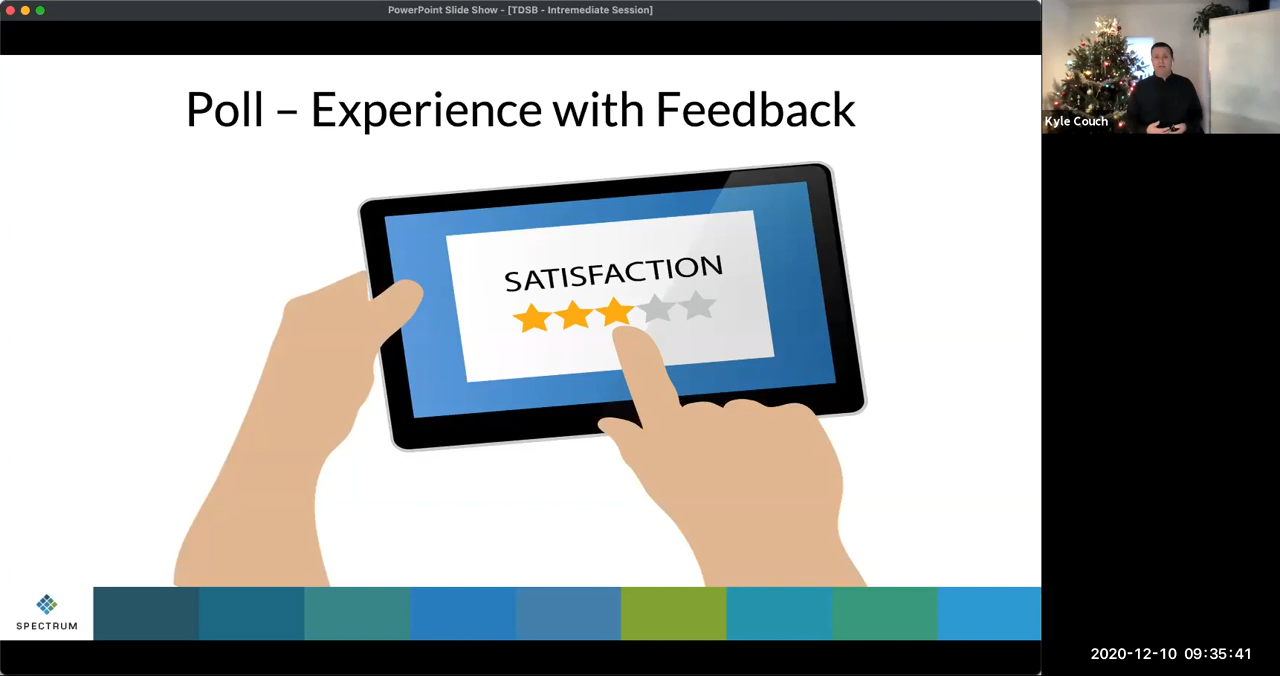 PowerPoint Slide Show - [TDSB - Intremediate Session]
Poll – Experience with Feedback
SATISFACTION
SPECTRUM
Kyle Couch
2020-12-10 09:35:41